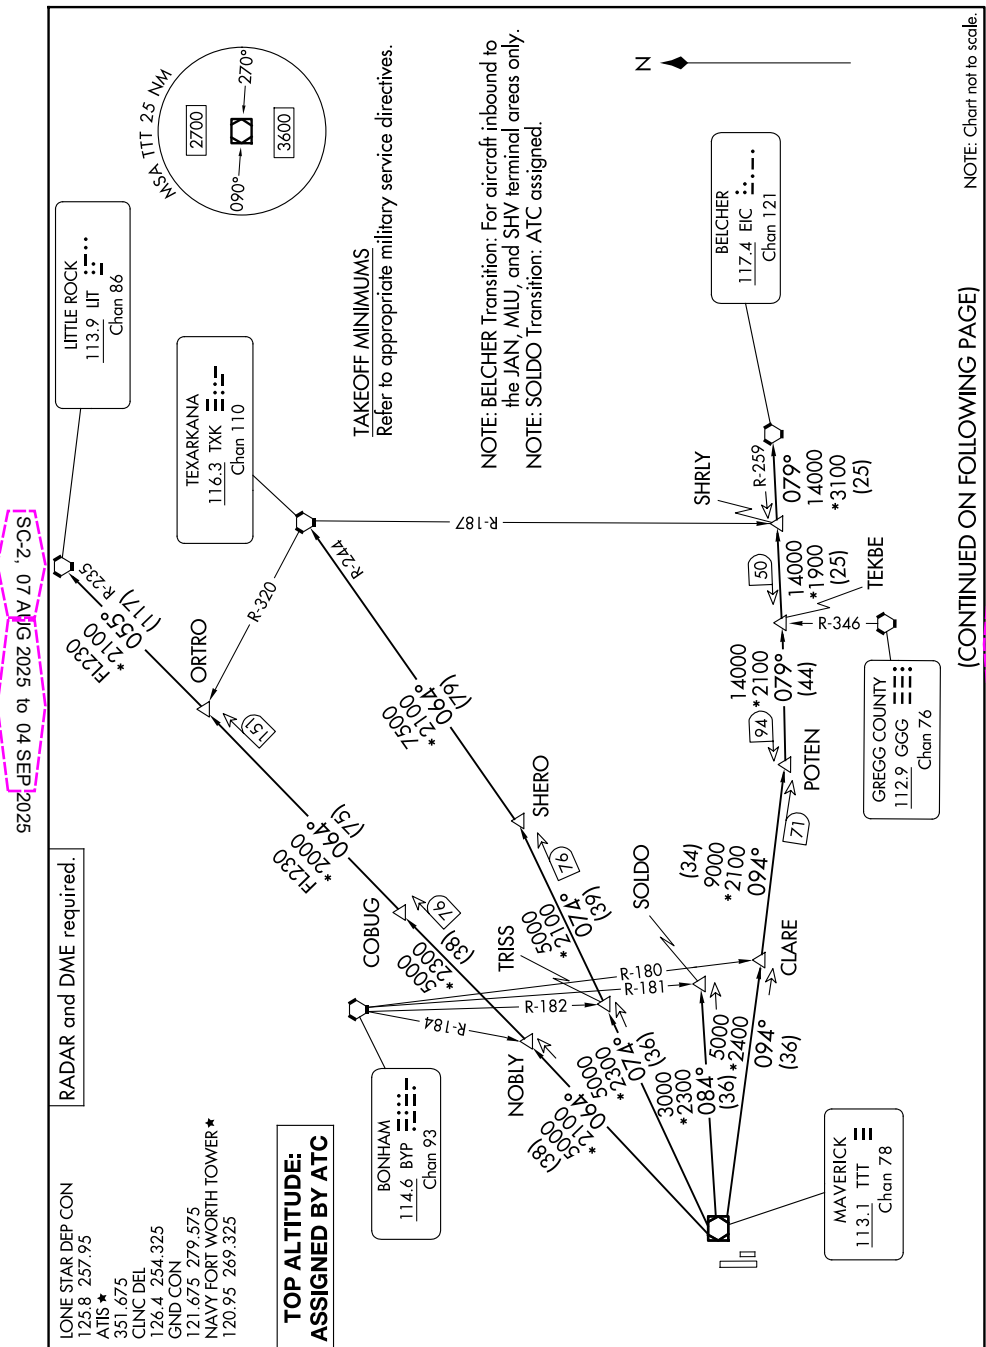 LONE STAR DEP CON
125.8 257.95
ATIS ★
351.675
CLNC DEL
126.4 254.325
GND CON
121.675 279.575
NAVY FORT WORTH TOWER ★
120.95 269.325
RADAR and DME required.
TOP ALTITUDE:
ASSIGNED BY ATC
SC-2, 07 AUG 2025 to 04 SEP 2025
MSA TTT 25 NM
2700
090°
270°
3600
LITTLE ROCK
113.9 LIT
Chan 86
TEXARKANA
116.3 TXK
Chan 110
TAKEOFF MINIMUMS
Refer to appropriate military service directives.
NOTE: BELCHER Transition: For aircraft inbound to
the JAN, MLU, and SHV terminal areas only.
NOTE: SOLDO Transition: ATC assigned.
N
BELCHER
117.4 EIC
Chan 121
NOTE: Chart not to scale.
R-235
FL230
*2100
055°
(117)
ORTRO
R-320
151
FL230
*2000
064°
(75)
COBUG
76
5000
*2300
(38)
NOBLY
5000
*2100
064°
(38)
R-244
7500
*2100
064°
(79)
SHERO
76
5000
*2100
074°
(39)
TRISS
5000
*2300
074°
(36)
R-187
R-259
SHRLY
079°
14000
*3100
(25)
50
14000
*1900
(25)
TEKBE
R-346
GREGG COUNTY
112.9 GGG
Chan 76
14000
*2100
079°
(44)
94
POTEN
71
(34)
9000
*2100
094°
CLARE
SOLDO
3000
*2300
084°
(36)
5000
*2400
094°
(36)
R-180
R-181
R-182
R-184
BONHAM
114.6 BYP
Chan 93
MAVERICK
113.1 TTT
Chan 78
(CONTINUED ON FOLLOWING PAGE)